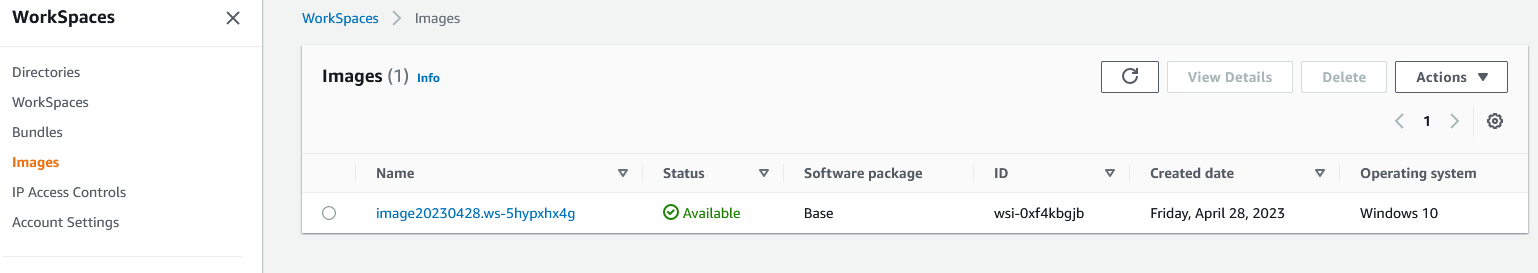 WorkSpaces
Directories
WorkSpaces
Bundles
Images
IP Access Controls
Account Settings
WorkSpaces Images
Images (1) Info
View Details Delete Actions
1
Name Status Software package ID Created date Operating system
image20230428.ws-5hypxhx4g Available Base wsi-0xf4kbgjb Friday, April 28, 2023 Windows 10